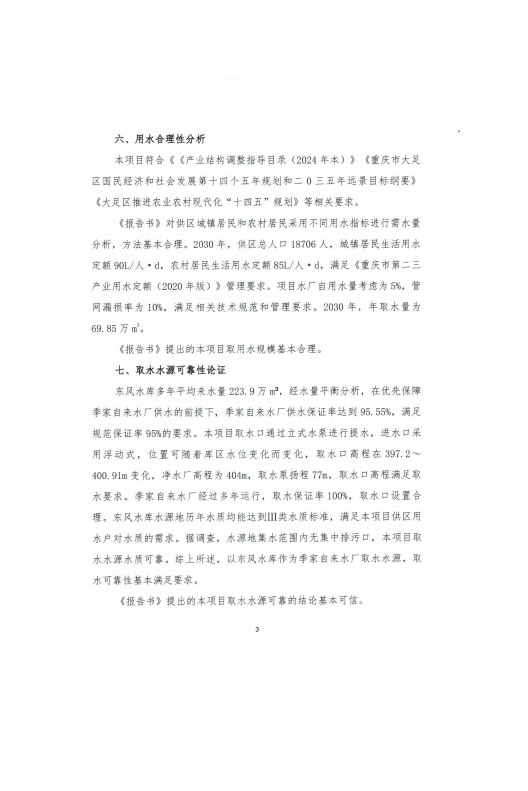 六、用水合理性分析
本项目符合《《产业结构调整指导目录（2024年本）》《重庆市大足
区国民经济和社会发展第十四个五年规划和二0三五年远景目标纲要》
《大足区推进农业农村现代化“十四五”规划》等相关要求。
《报告书》对供区城镇居民和农村居民采用不同用水指标进行需水量
分析，方法基本合理。2030年，供区总人口18706人，城镇居民生活用水
定额90L/人·d，农村居民生活用水定额85L/人·d，满足《重庆市第二三
产业用水定额（2020年版）》管理要求。项目水厂自用水量考虑为5%，管
网漏损率为10%，满足相关技术规范和管理要求。2030年，年取水量为
69.85万m³。
《报告书》提出的本项目取用水规模基本合理。
七、取水水源可靠性论证
东风水库多年平均来水量223.9万m³，经水量平衡分析，在优先保障
季家自来水厂供水的前提下，季家自来水厂供水保证率达到95.55%，满足
规范保证率95%的要求。本项目取水口通过立式水泵进行提水，进水口采
用浮动式，位置可随着库区水位变化而变化，取水口高程在397.2～
400.91m变化，净水厂高程为404m，取水泵扬程77m，取水口高程满足取
水要求。季家自来水厂经过多年运行，取水保证率100%，取水口设置合
理。东风水库水源地历年水质均能达到Ⅲ类水质标准，满足本项目供区用
水户对水质的需求。据调查，水源地集水范围内无集中排污口，本项目取
水水源水质可靠。综上所述，以东风水库作为季家自来水厂取水水源，取
水可靠性基本满足要求。
《报告书》提出的本项目取水水源可靠的结论基本可信。
3